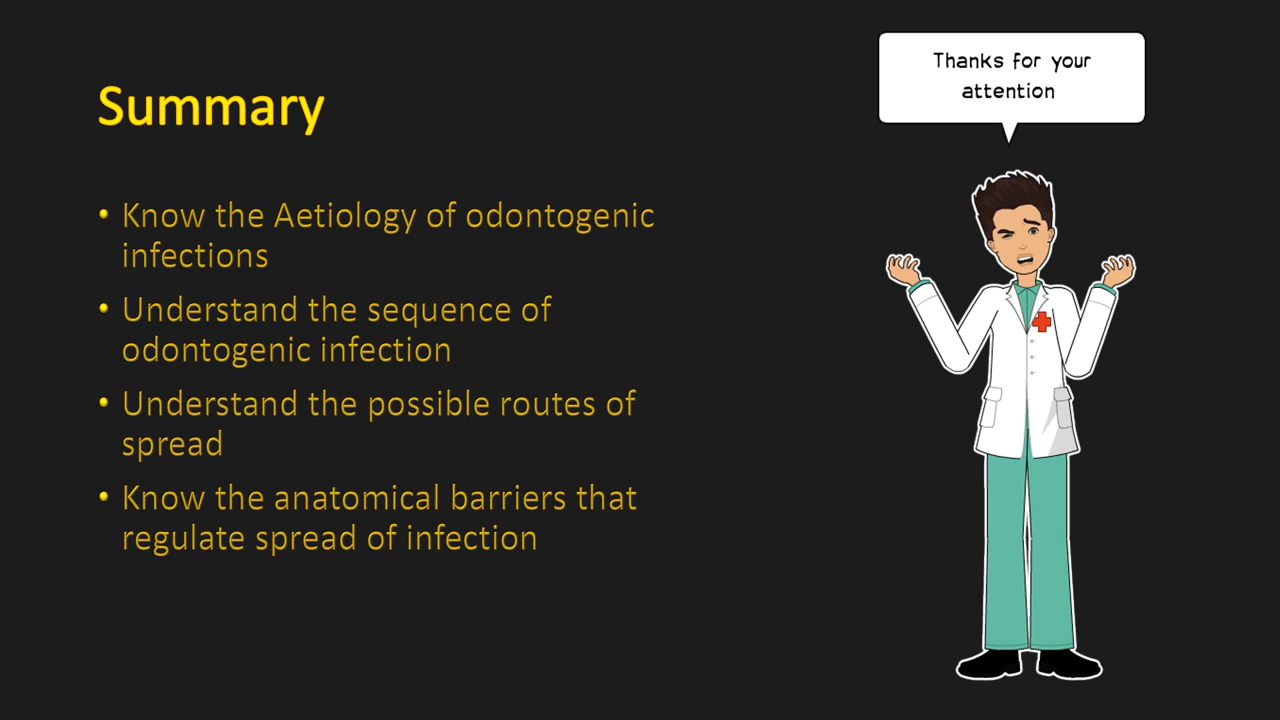 Summary
• Know the Aetiology of odontogenic
infections
• Understand the sequence of
odontogenic infection
• Understand the possible routes of
spread
• Know the anatomical barriers that
regulate spread of infection
Thanks for your
attention